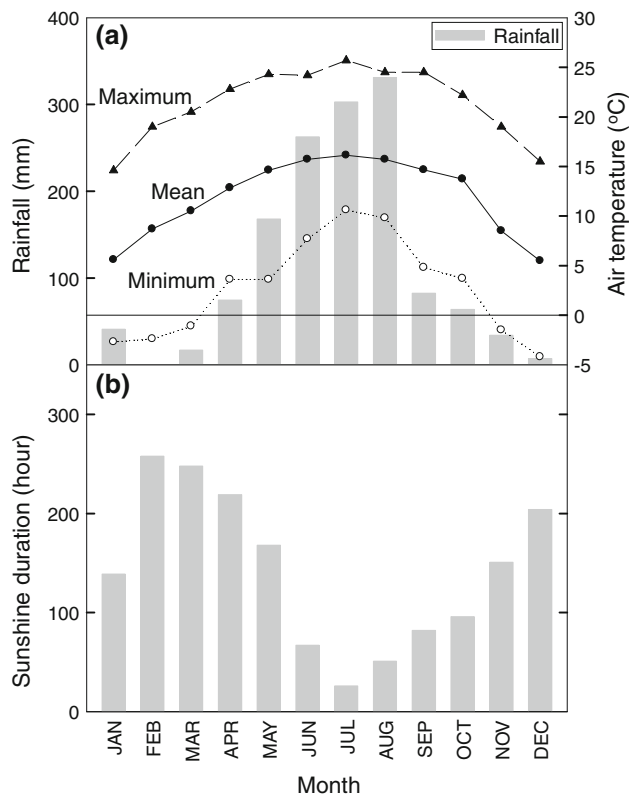 (a)
Rainfall
400
300
200
100
0
Rainfall (mm)
30
25
20
15
10
5
0
-5
Air temperature (°C)
Maximum
Mean
Minimum
(b)
300
200
100
0
Sunshine duration (hour)
JAN FEB MAR APR MAY JUN JUL AUG SEP OCT NOV DEC
Month